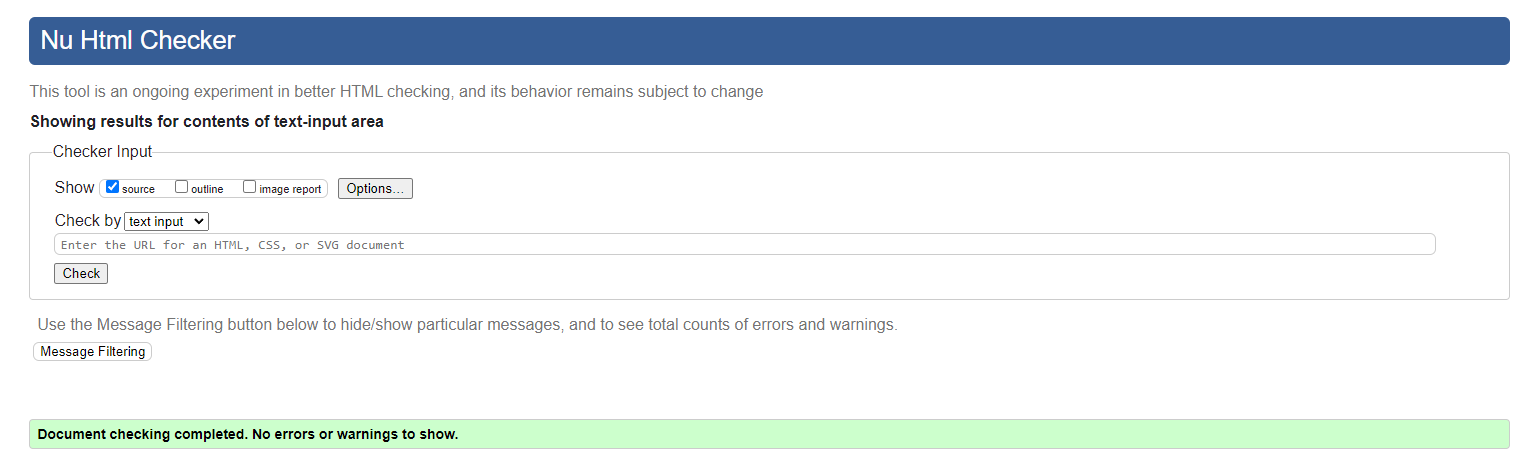 Nu Html Checker
This tool is an ongoing experiment in better HTML checking, and its behavior remains subject to change
Showing results for contents of text-input area
Checker Input
Show source outline image report Options...
Check by text input
Enter the URL for an HTML, CSS, or SVG document
Check
Use the Message Filtering button below to hide/show particular messages, and to see total counts of errors and warnings.
Message Filtering
Document checking completed. No errors or warnings to show.